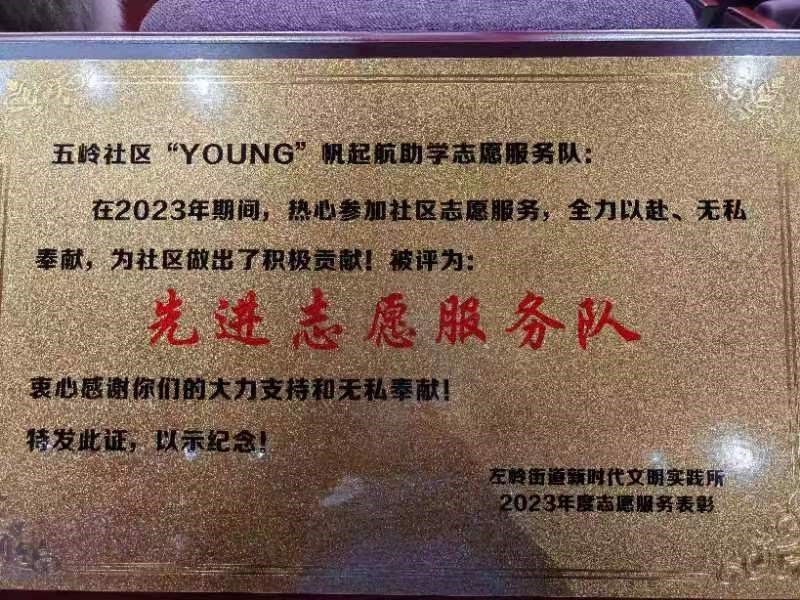 五岭社区“YOUNG”帆起航助学志愿服务队：
在2023年期间，热心参加社区志愿服务，全力以赴、无私
奉献，为社区做出了积极贡献！被评为：
先进志愿服务队
衷心感谢你们的大力支持和无私奉献！
特发此证，以示纪念！
左岭街道新时代文明实践所
2023年度志愿服务表彰